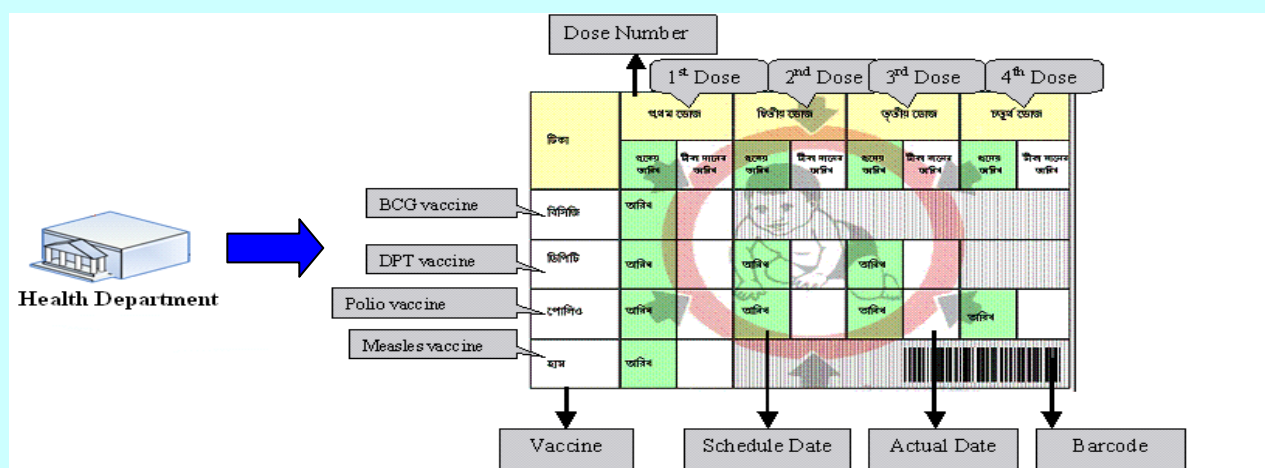 Dose Number
1st Dose 2nd Dose 3rd Dose 4th Dose
টিকা
প্রথম ডোজ দ্বিতীয় ডোজ তৃতীয় ডোজ চতুর্থ ডোজ
তারিখ টীকা দানের তারিখ তারিখ টীকা দানের তারিখ তারিখ টীকা দানের তারিখ তারিখ টীকা দানের তারিখ
BCG vaccine বিসিজি তারিখ
DPT vaccine ডিপিটি তারিখ তারিখ তারিখ
Polio vaccine পোলিও তারিখ তারিখ তারিখ তারিখ
Measles vaccine হাম তারিখ
Health Department
Vaccine Schedule Date Actual Date Barcode